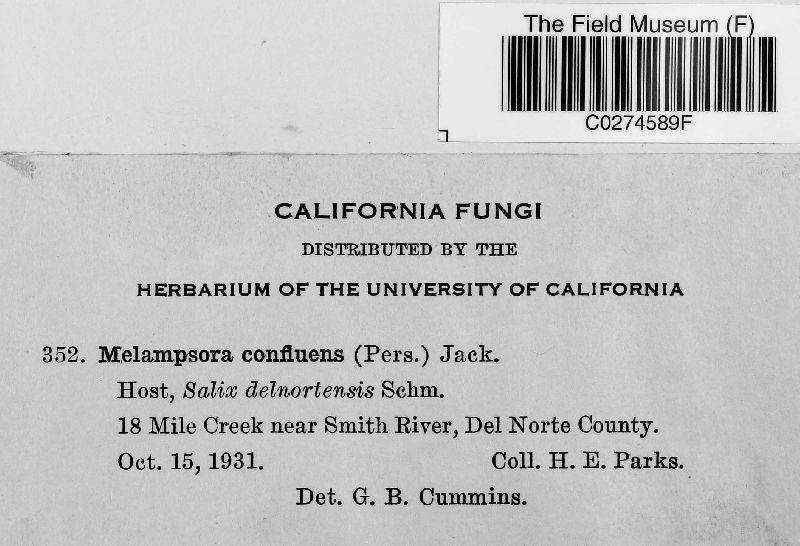 The Field Museum (F)
C0274589F
CALIFORNIA FUNGI
DISTRIBUTED BY THE
HERBARIUM OF THE UNIVERSITY OF CALIFORNIA
352. Melampsora confluens (Pers.) Jack.
Host, Salix delnortensis Schm.
18 Mile Creek near Smith River, Del Norte County.
Oct. 15, 1931. Coll. H. E. Parks.
Det. G. B. Cummins.